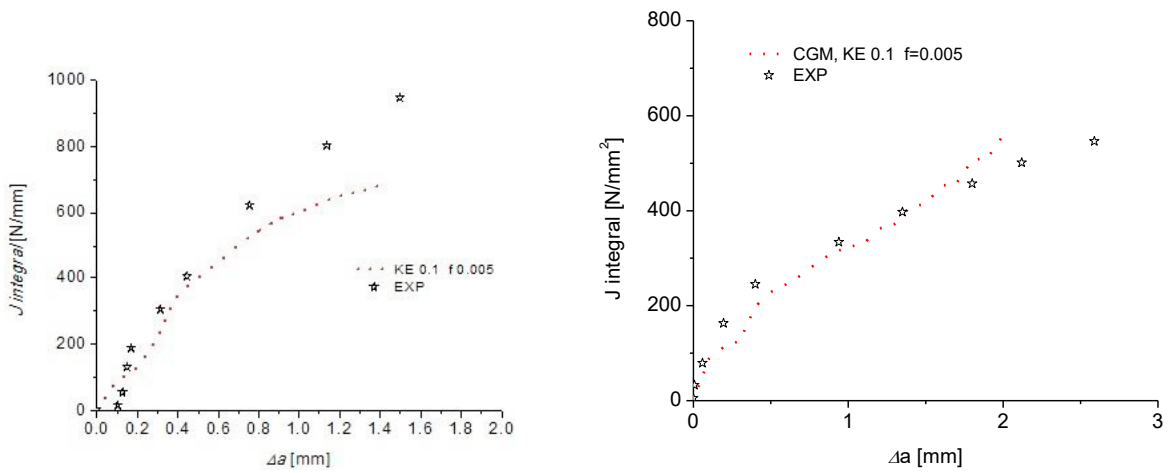 1000
800
600
400
200
0
J integral/[N/mm]
KE 0.1 f 0.005
EXP
0.0 0.2 0.4 0.6 0.8 1.0 1.2 1.4 1.6 1.8 2.0
Δa [mm]
800
600
400
200
0
J integral [N/mm²]
CGM, KE 0.1 f=0.005
EXP
0 1 2 3
Δa [mm]